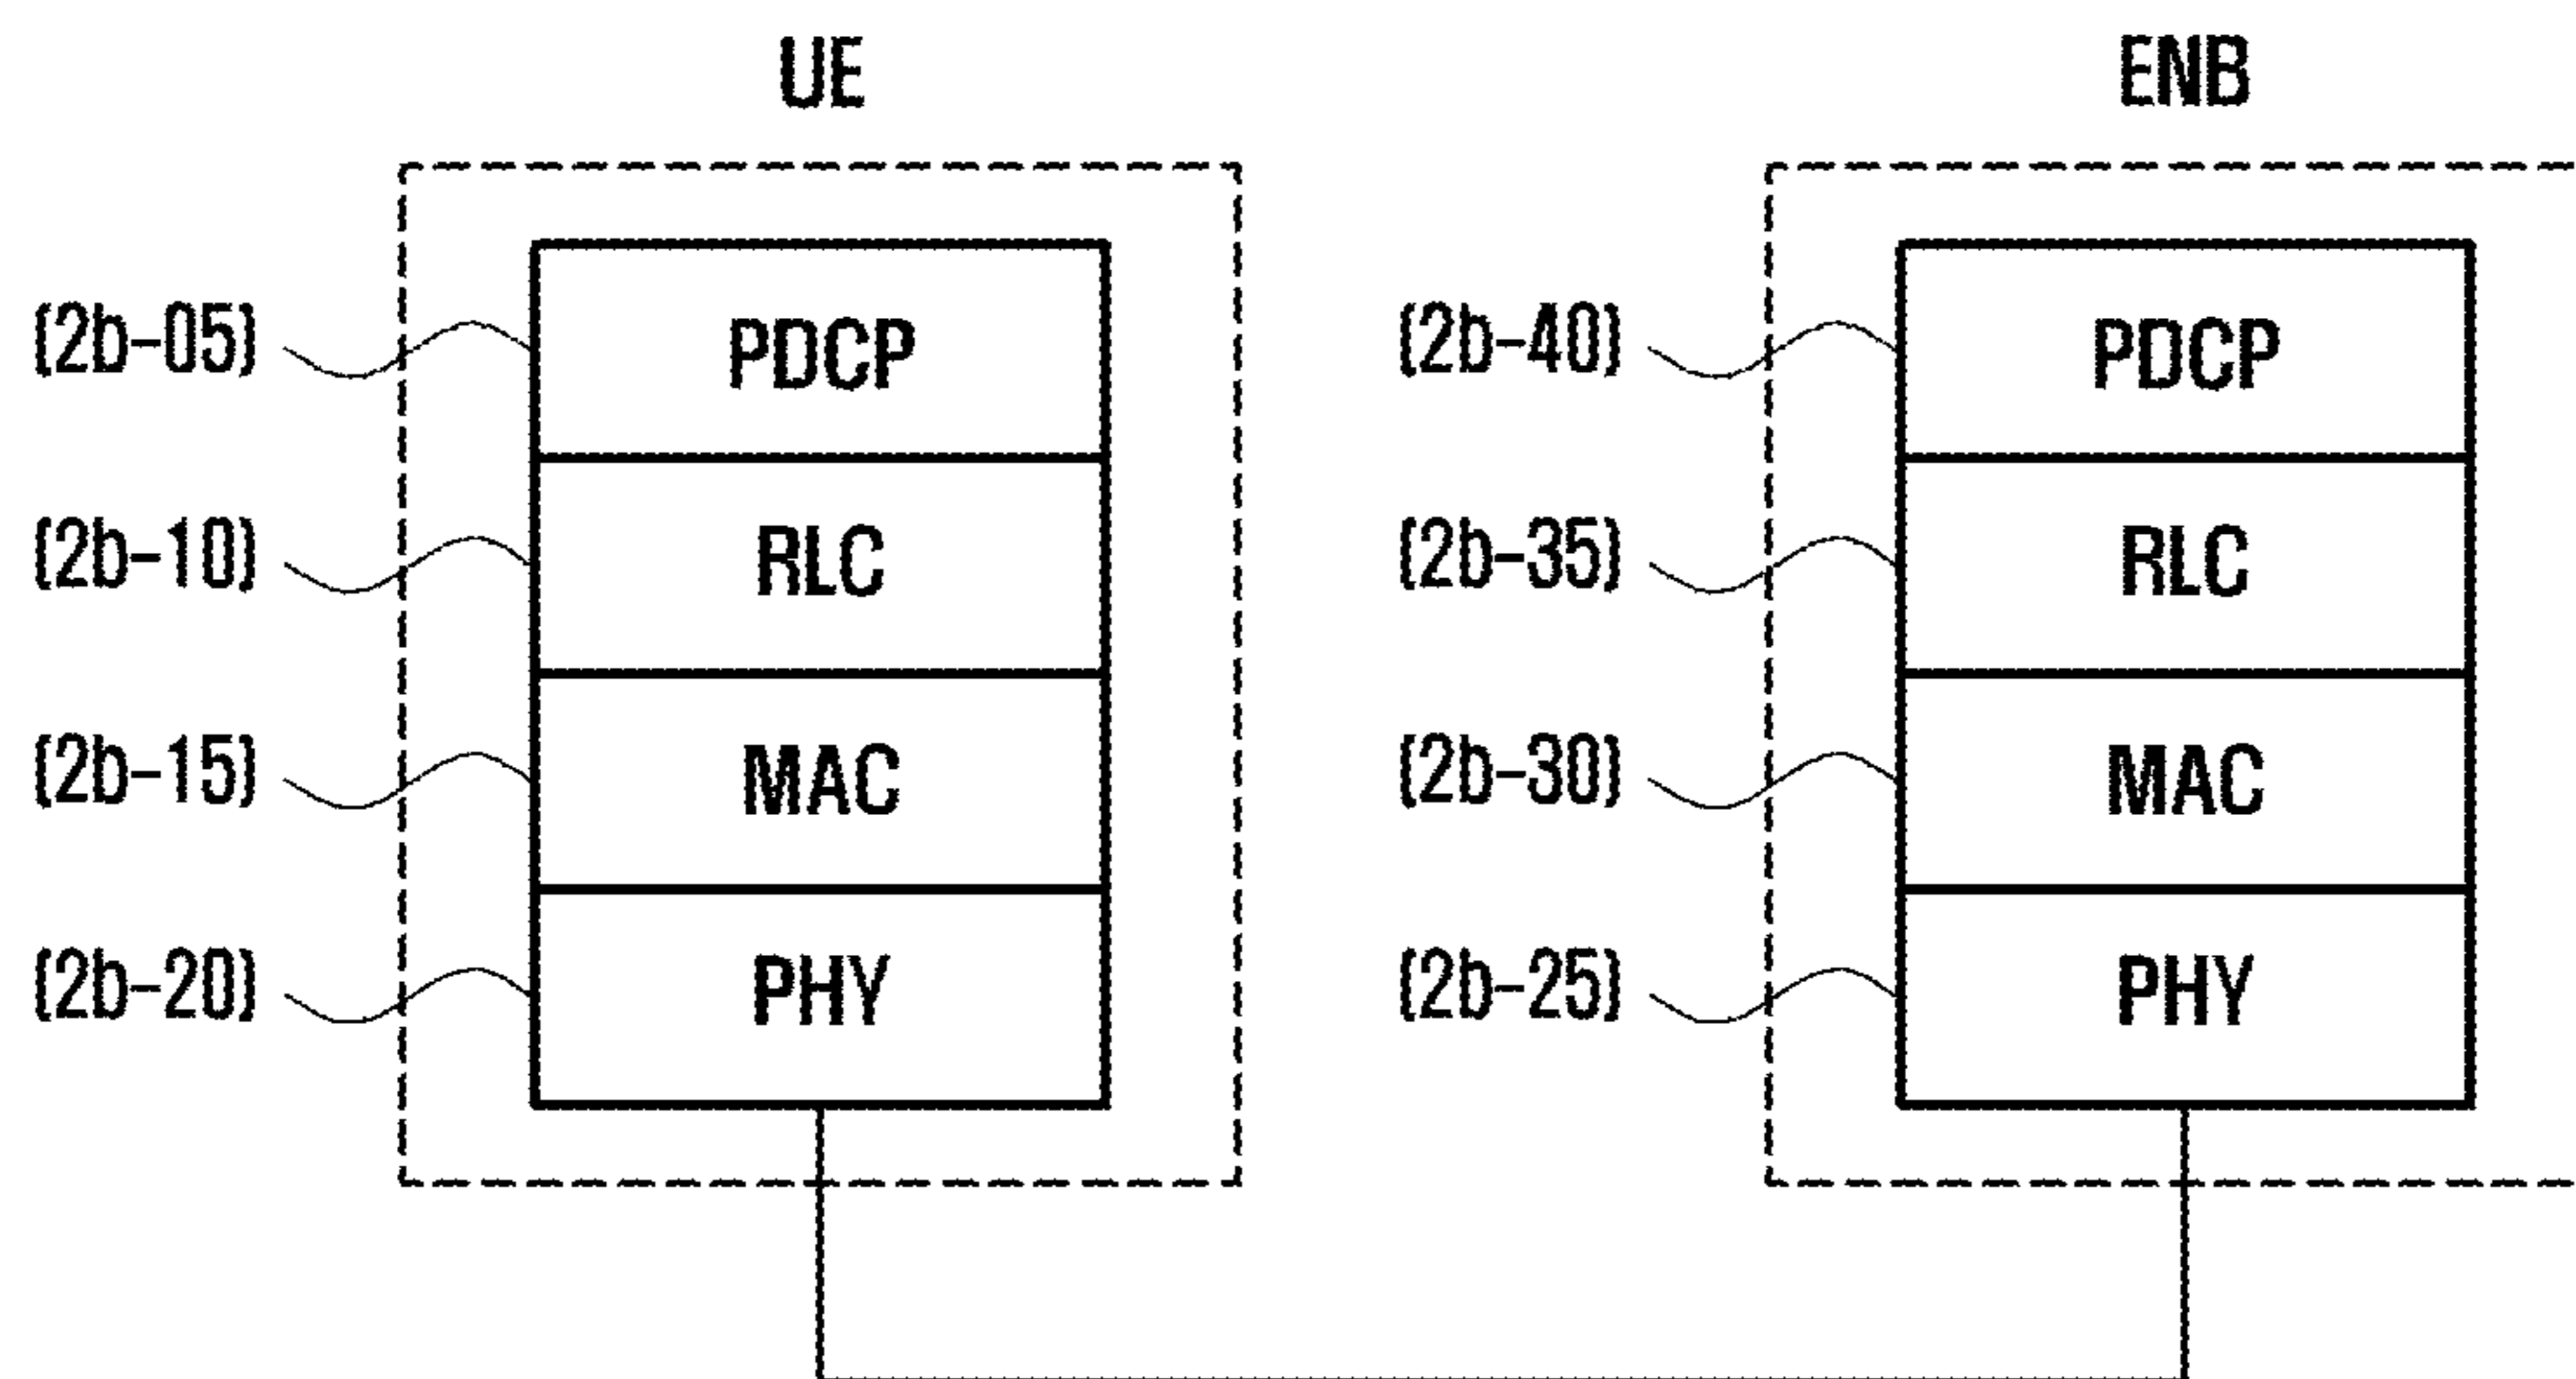 UE ENB
(2b-05) PDCP (2b-40) PDCP
(2b-10) RLC (2b-35) RLC
(2b-15) MAC (2b-30) MAC
(2b-20) PHY (2b-25) PHY